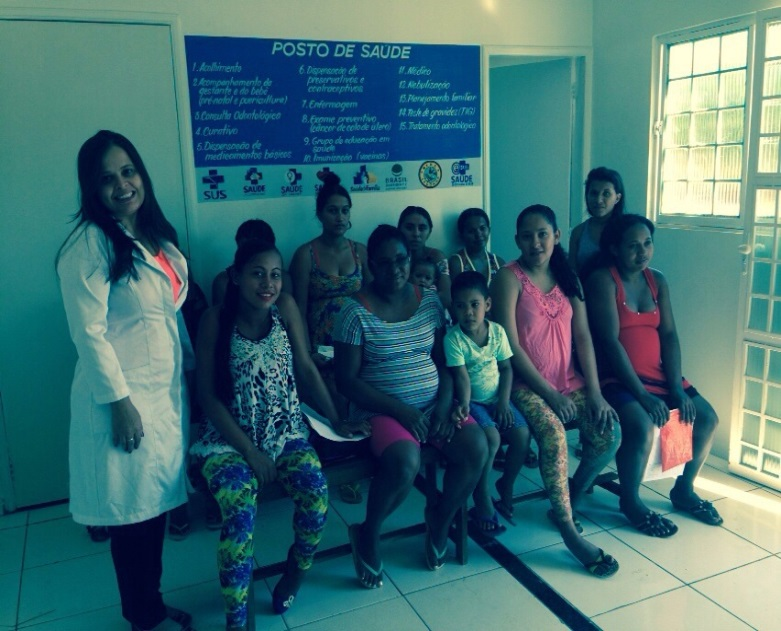 POSTO DE SAÚDE
1. Acolhimento
2. Acompanhamento de
gestante e do bebê
(pré-natal e puericultura)
3. Consulta Odontológica
4. Curativo
5. Dispensação de
medicamentos básicos
6. Dispensação de
preservativos e
contraceptivos
7. Enfermagem
8. Exame preventivo
(câncer de colo de útero)
9. Grupo de educação em
saúde
10. Imunização (vacinas)
11. Médico
12. Nebulização
13. Planejamento familiar
14. Teste de gravidez (TIG)
15. Tratamento odontológico
SUS
SAÚDE
SAÚDE
BRASIL
SAÚDE